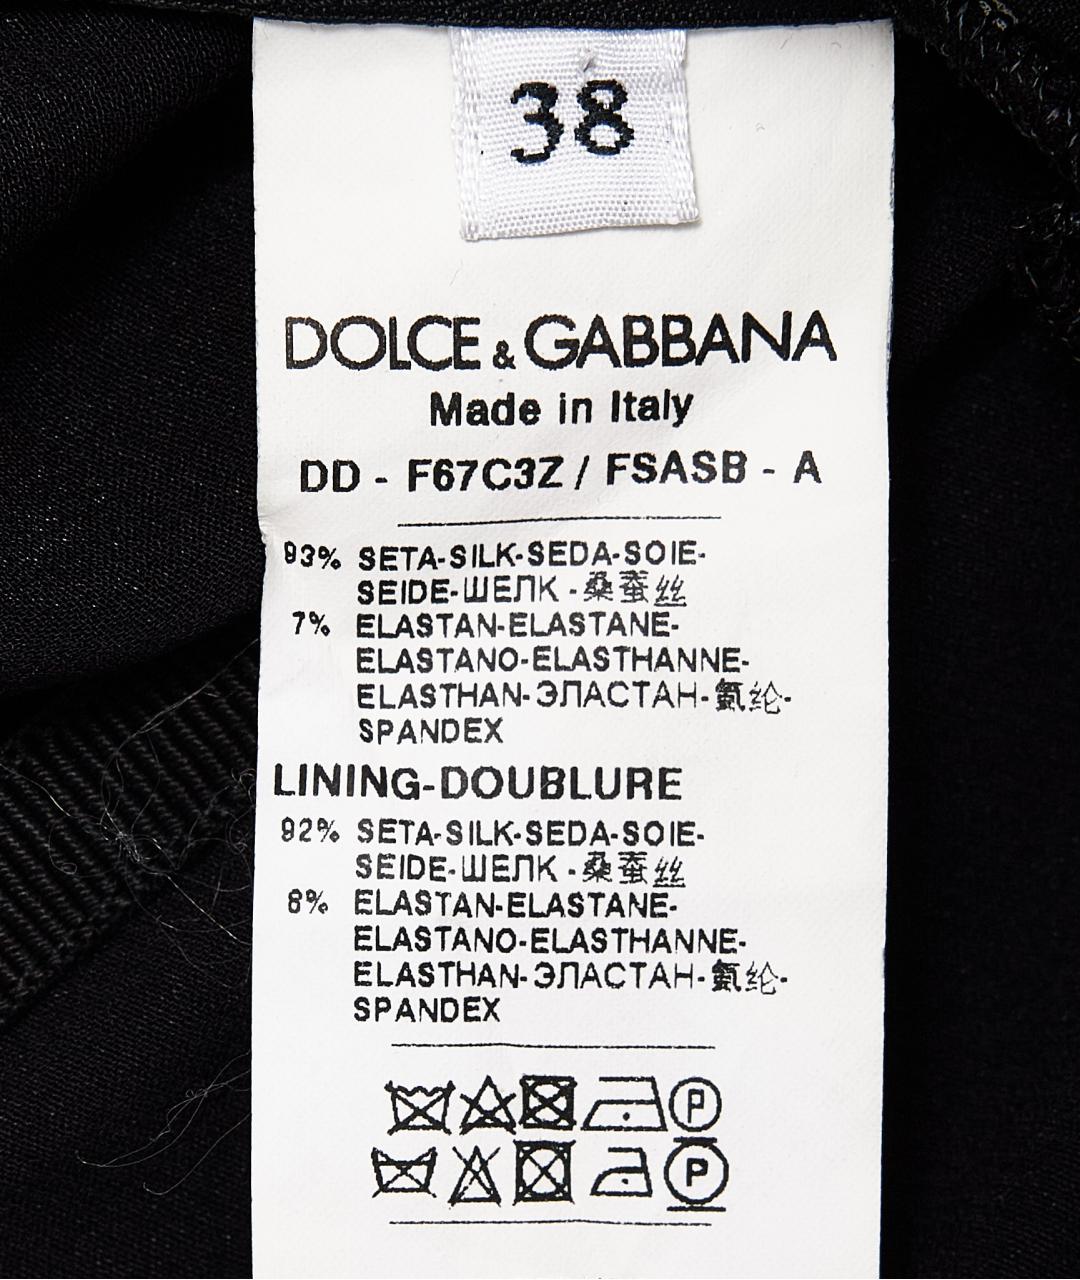 38
DOLCE & GABBANA
Made in Italy
DD - F67C3Z / FSASB - A
93% SETA-SILK-SEDA-SOIE-
SEIDE-ШЕЛК - 桑蚕丝
7% ELASTAN-ELASTANE-
ELASTANO-ELASTHANNE-
ELASTHAN-ЭЛАСТАН-氨纶-
SPANDEX
LINING-DOUBLURE
92% SETA-SILK-SEDA-SOIE-
SEIDE-ШЕЛК - 桑蚕丝
8% ELASTAN-ELASTANE-
ELASTANO-ELASTHANNE-
ELASTHAN-ЭЛАСТАН-氨纶-
SPANDEX
P
P